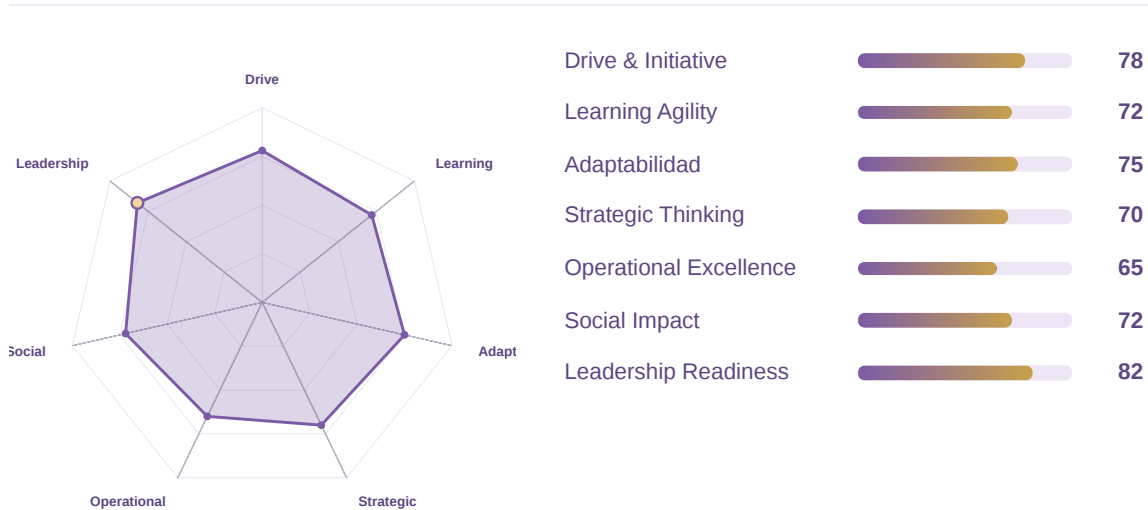 Drive
Leadership
Learning
Social
Adapt
Operational
Strategic
Drive & Initiative 78
Learning Agility 72
Adaptabilidad 75
Strategic Thinking 70
Operational Excellence 65
Social Impact 72
Leadership Readiness 82